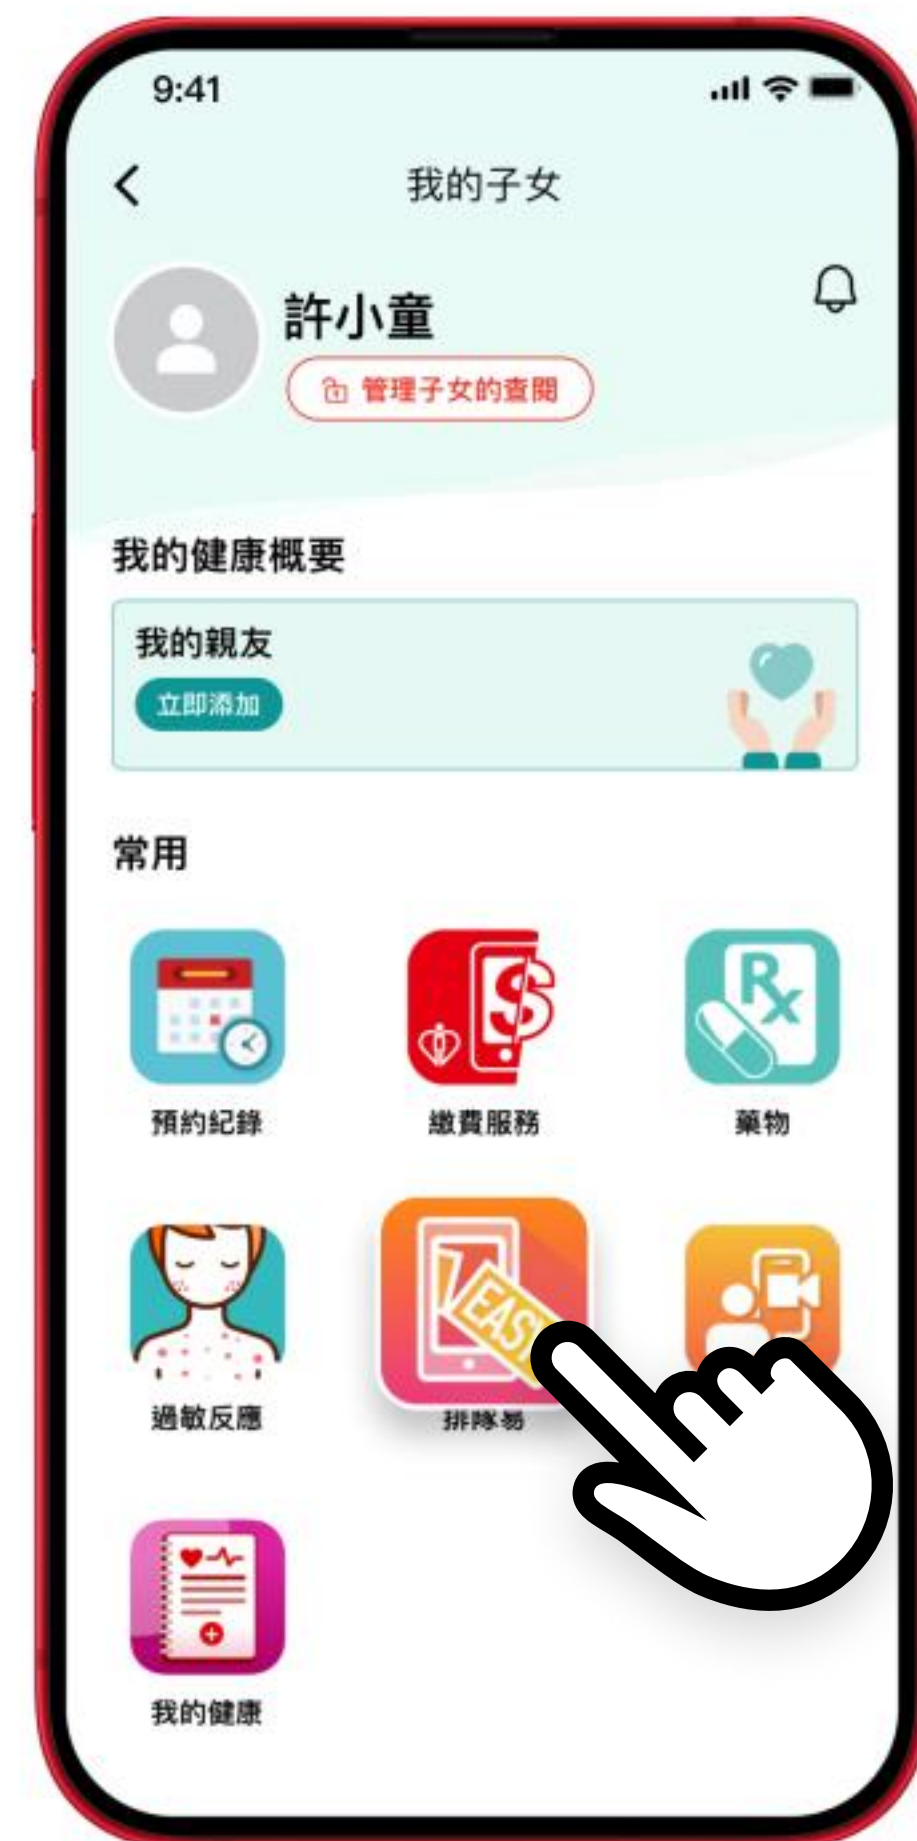 9:41
我的子女
許小童
管理子女的查閱
我的健康概要
我的親友
立即添加
常用
預約紀錄
繳費服務
藥物
Rx
EASY
過敏反應
排隊易
我的健康